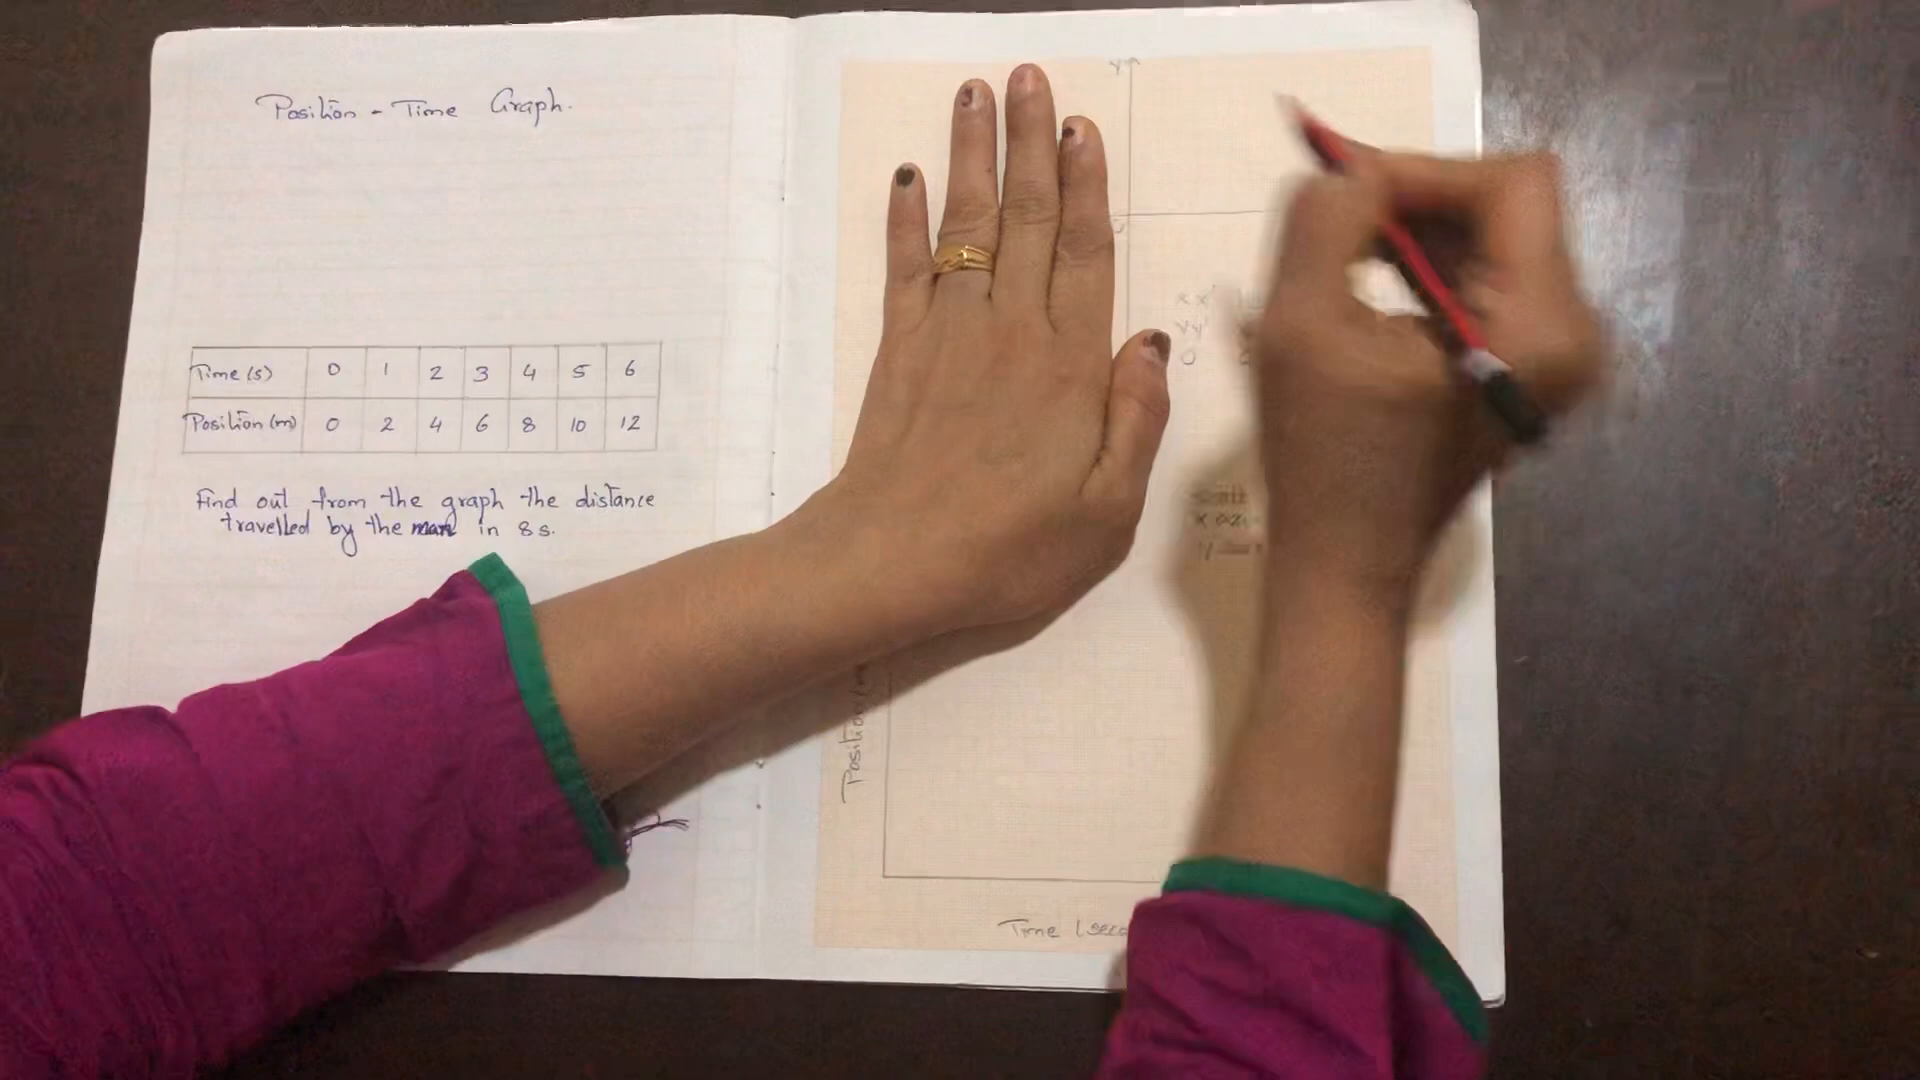 Position - Time Graph.
Time (s) 0 1 2 3 4 5 6
Position (m) 0 2 4 6 8 10 12
Find out from the graph the distance
travelled by the man in 8 s.
Y
X X'
Y Y'
O
Position
Time